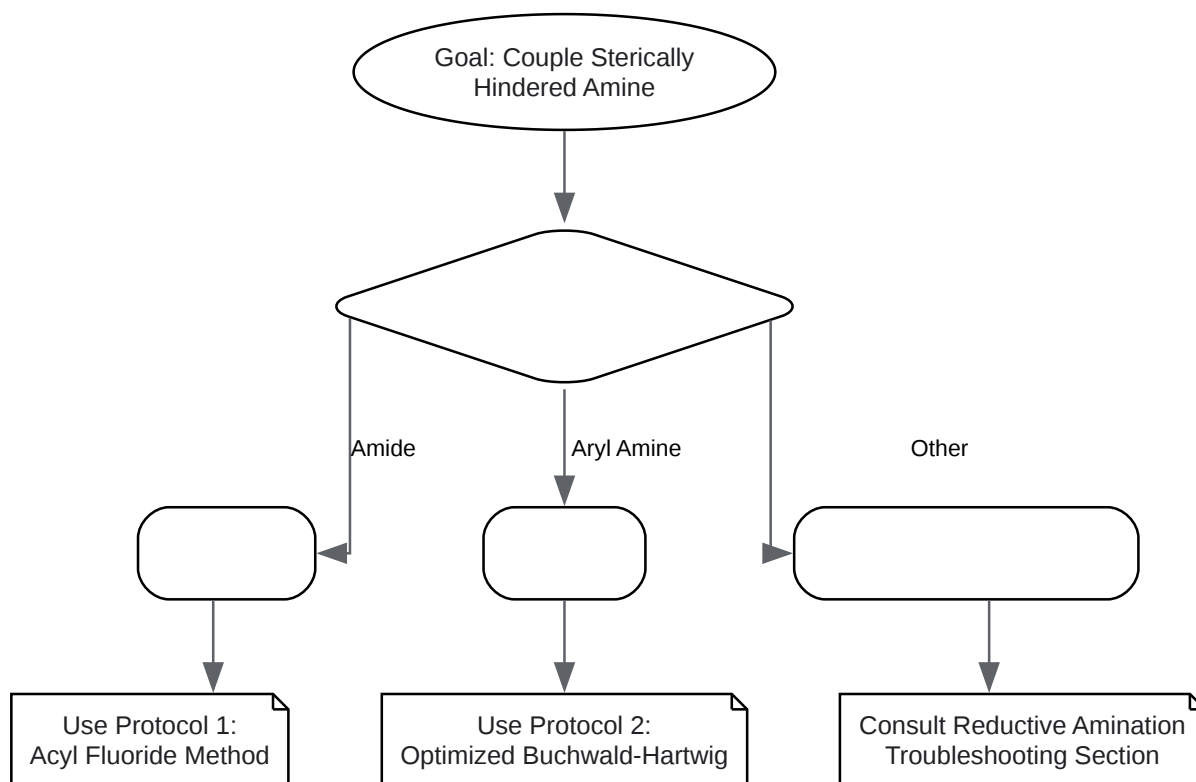 Goal: Couple Sterically
Hindered Amine
Amide
Aryl Amine
Other
Use Protocol 1:
Acyl Fluoride Method
Use Protocol 2:
Optimized Buchwald-Hartwig
Consult Reductive Amination
Troubleshooting Section